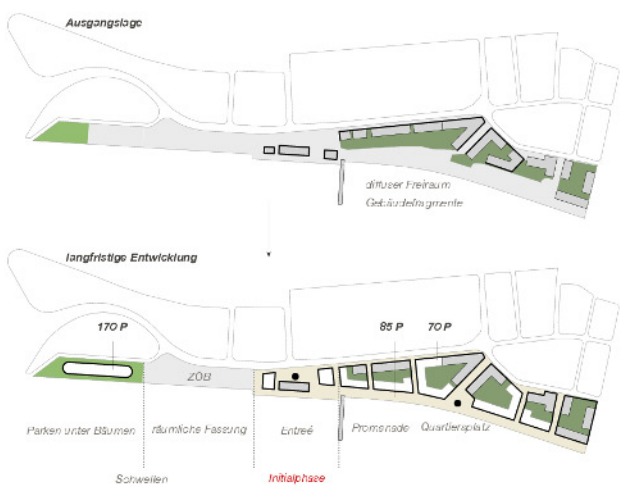 Ausgangslage
diffuser Freiraum
Gebäudefragmente
langfristige Entwicklung
170 P
85 P
70 P
ZOB
Parken unter Bäumen
räumliche Fassung
Entreé
Promenade
Quartiersplatz
Schwellen
Initialphase